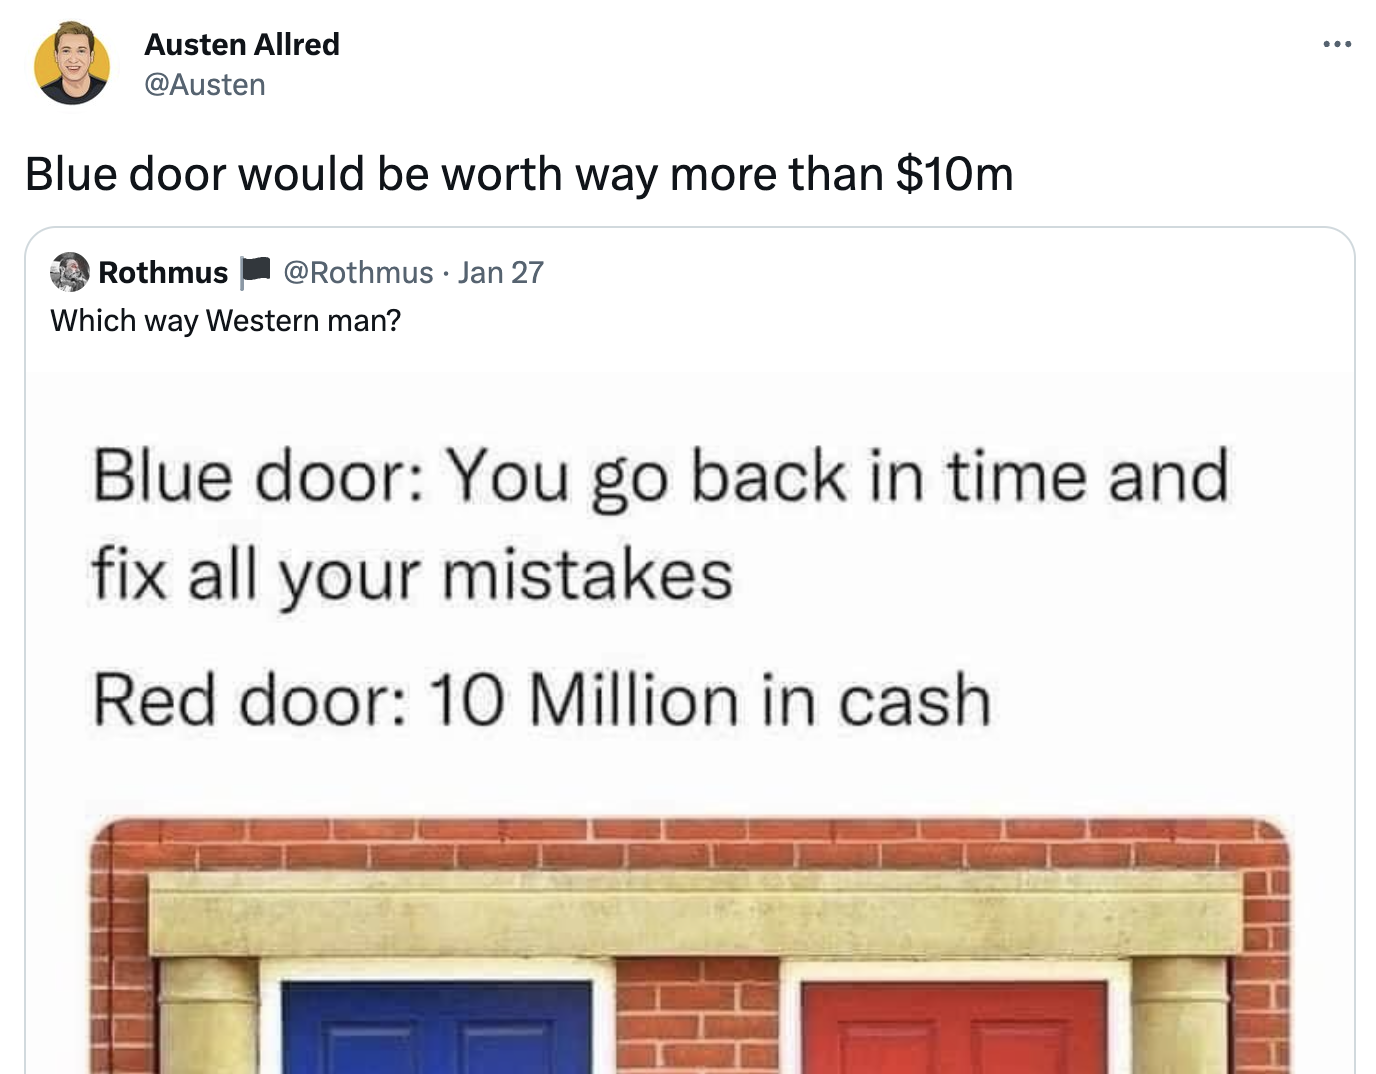 Austen Allred
@Austen
Blue door would be worth way more than $10m
Rothmus 🏴 @Rothmus · Jan 27
Which way Western man?
Blue door: You go back in time and
fix all your mistakes
Red door: 10 Million in cash